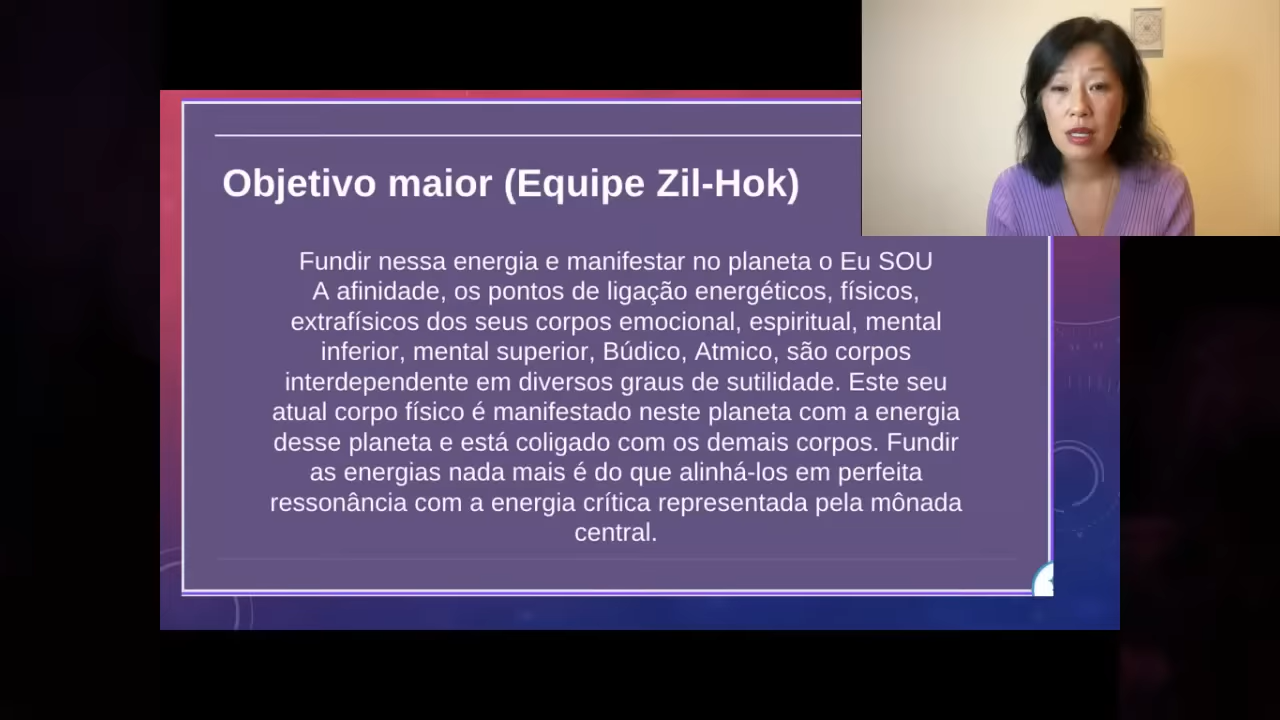 Objetivo maior (Equipe Zil-Hok)
Fundir nessa energia e manifestar no planeta o Eu SOU
A afinidade, os pontos de ligação energéticos, físicos,
extrafísicos dos seus corpos emocional, espiritual, mental
inferior, mental superior, Búdico, Atmico, são corpos
interdependente em diversos graus de sutilidade. Este seu
atual corpo físico é manifestado neste planeta com a energia
desse planeta e está coligado com os demais corpos. Fundir
as energias nada mais é do que alinhá-los em perfeita
ressonância com a energia crítica representada pela mônada
central.